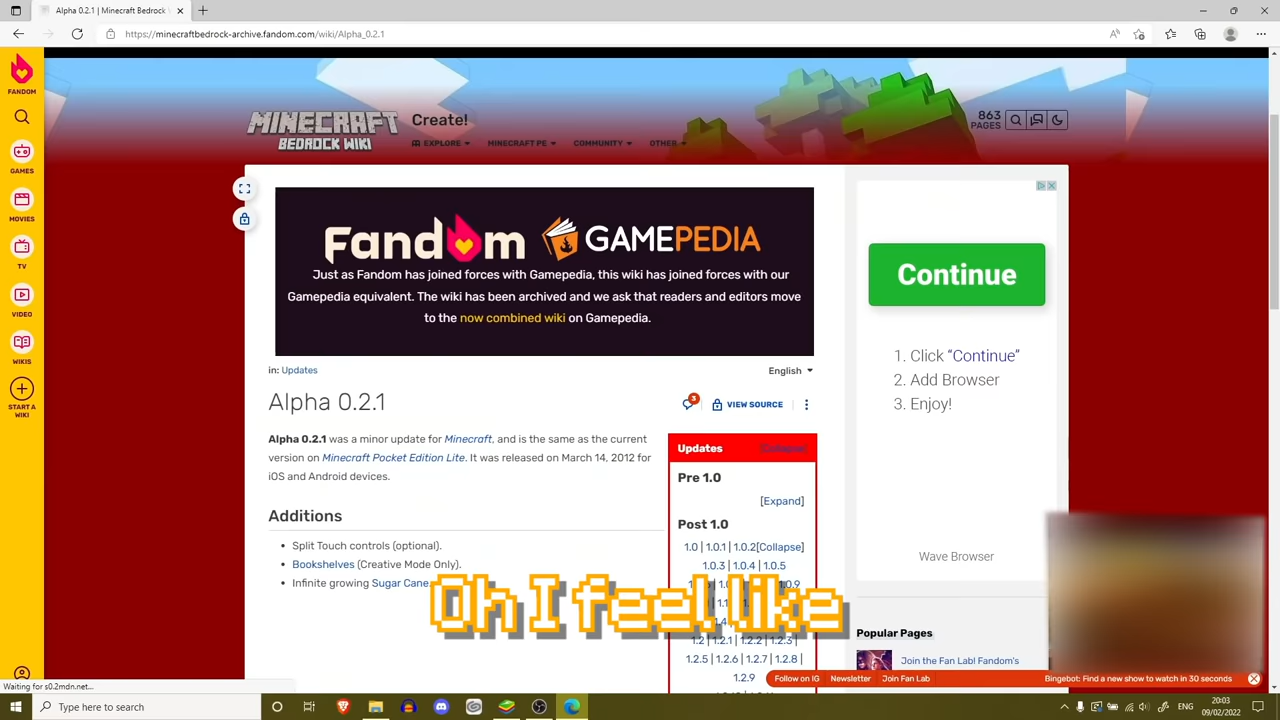 Alpha 0.2.1 | Minecraft Bedrock
https://minecraftbedrock-archive.fandom.com/wiki/Alpha_0.2.1
FANDOM
GAMES
MOVIES
TV
VIDEO
WIKIS
START A
WIKI
MINECRAFT
BEDROCK WIKI
Create!
EXPLORE
MINECRAFT PE
COMMUNITY
OTHER
863
PAGES
Fandom GAMEPEDIA
Just as Fandom has joined forces with Gamepedia, this wiki has joined forces with our
Gamepedia equivalent. The wiki has been archived and we ask that readers and editors move
to the now combined wiki on Gamepedia.
in: Updates
English
Alpha 0.2.1
3
VIEW SOURCE
Alpha 0.2.1 was a minor update for Minecraft, and is the same as the current
version on Minecraft Pocket Edition Lite. It was released on March 14, 2012 for
iOS and Android devices.
Additions
• Split Touch controls (optional).
• Bookshelves (Creative Mode Only).
• Infinite growing Sugar Cane.
Updates [Collapse]
Pre 1.0
[Expand]
Post 1.0
1.0 | 1.0.1 | 1.0.2[Collapse]
1.0.3 | 1.0.4 | 1.0.5
1.2 | 1.2.1 | 1.2.2 | 1.2.3 |
1.2.5 | 1.2.6 | 1.2.7 | 1.2.8 |
1.2.9
Oh I feel like
Continue
1. Click “Continue”
2. Add Browser
3. Enjoy!
Wave Browser
Popular Pages
Join the Fan Lab! Fandom's
Follow on IG
Newsletter
Join Fan Lab
Bingebot: Find a new show to watch in 30 seconds
Waiting for s0.2mdn.net...
Type here to search
ENG
20:03
09/02/2022